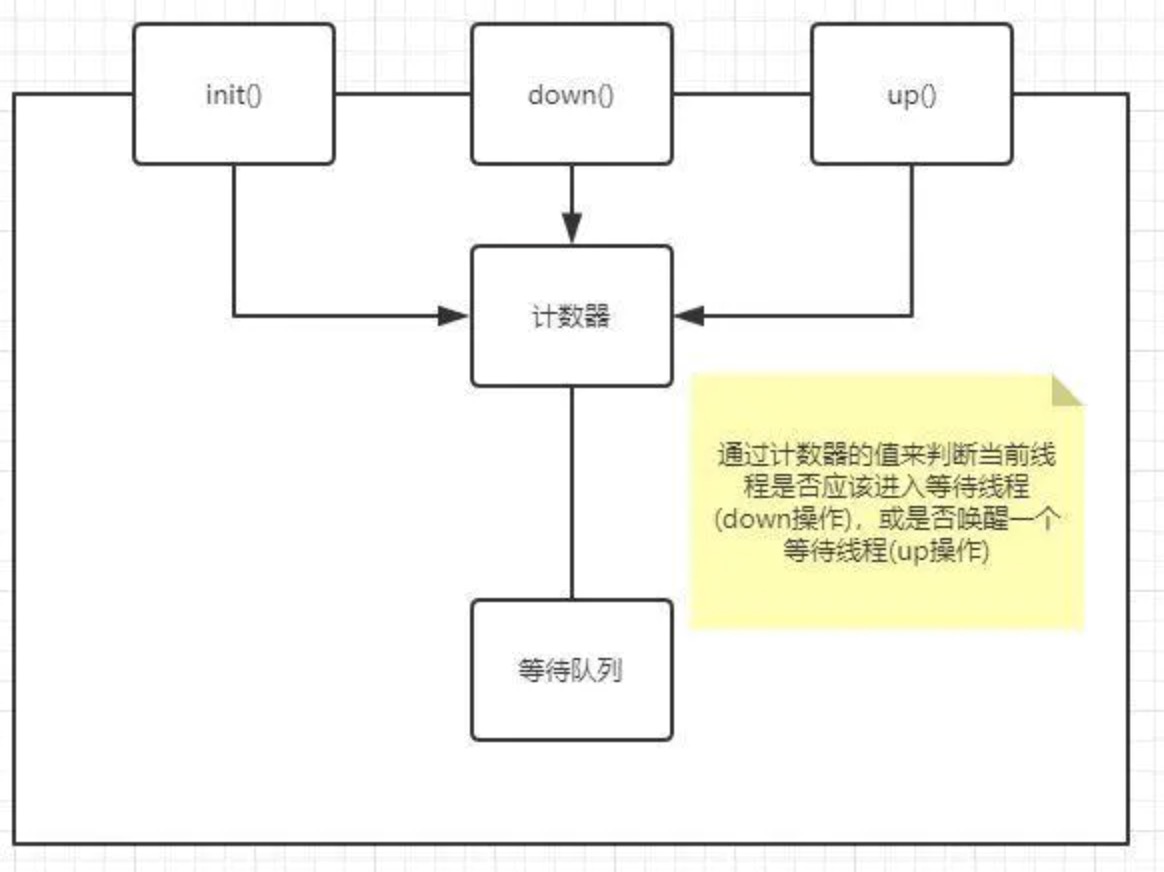 init()
down()
up()
计数器
通过计数器的值来判断当前线
程是否应该进入等待线程
(down操作)，或是否唤醒一个
等待线程(up操作)
等待队列